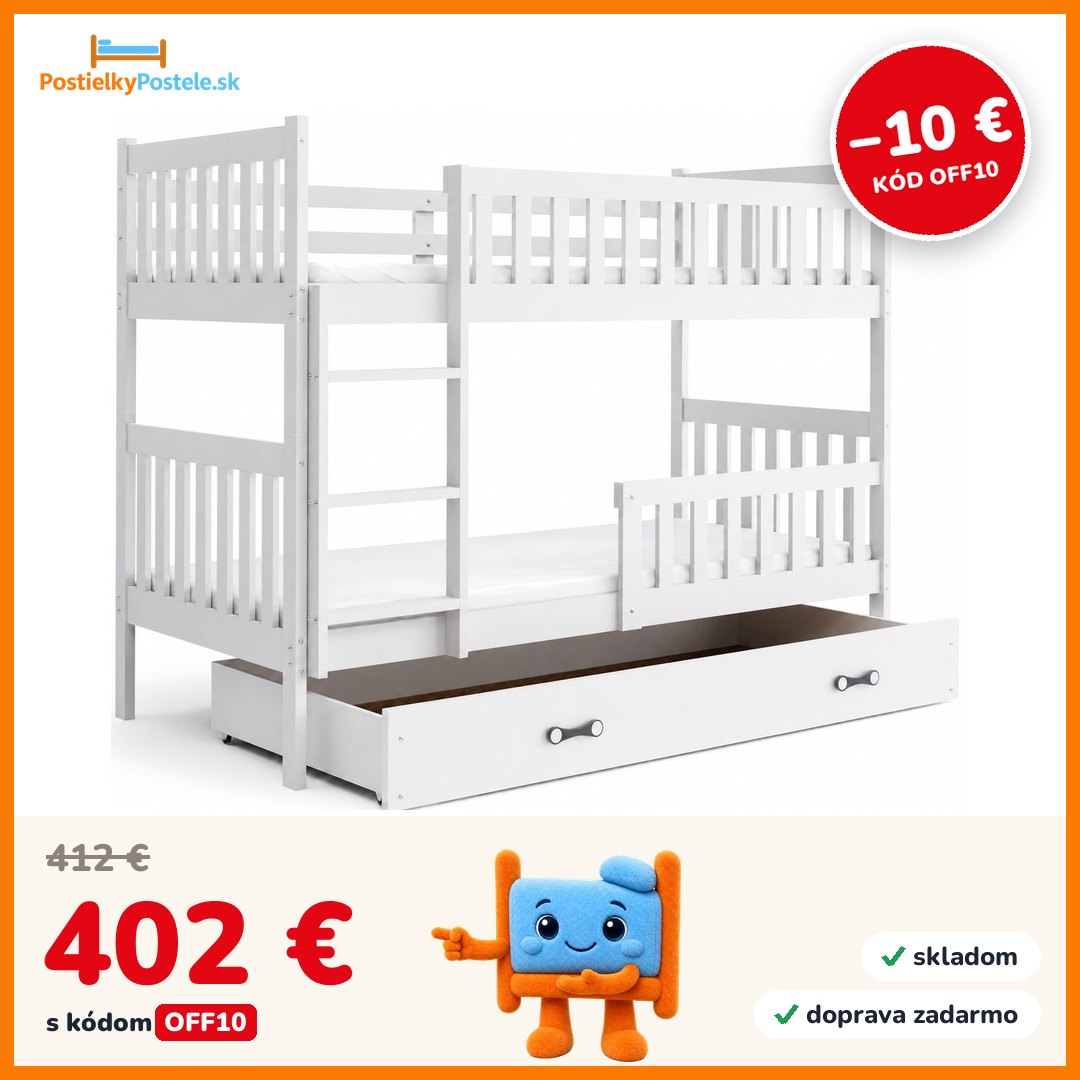 PostielkyPostele.sk
–10 €
KÓD OFF10
412 €
402 €
s kódom OFF10
skladom
doprava zadarmo